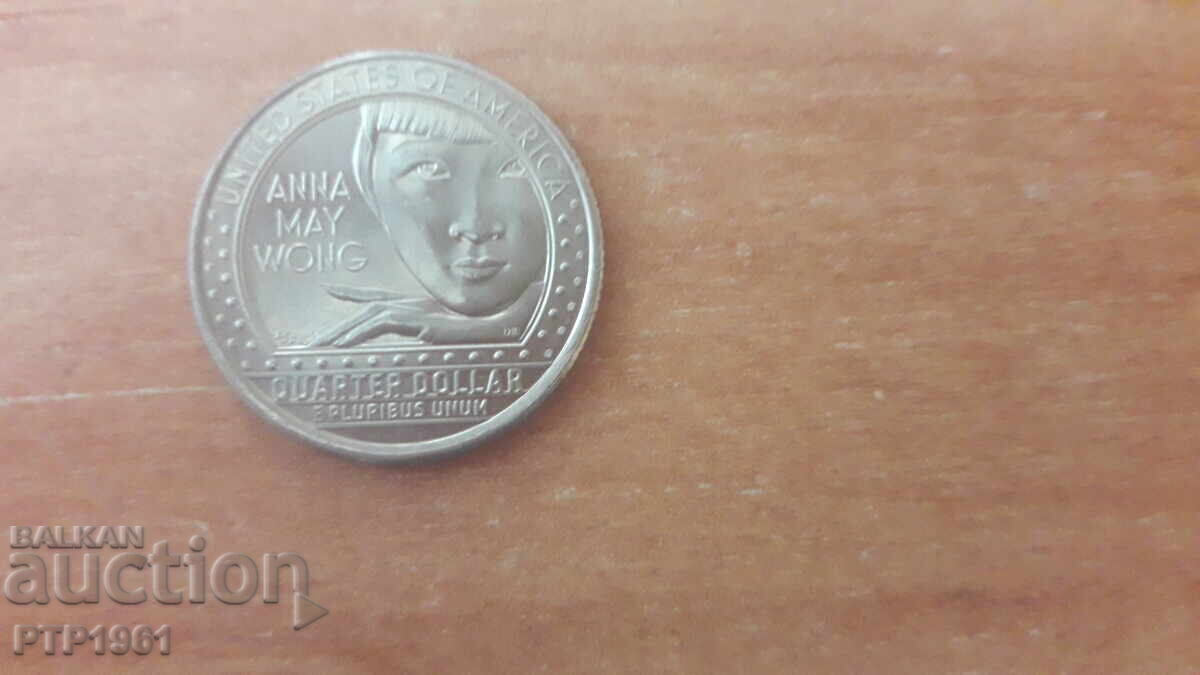 UNITED STATES OF AMERICA
ANNA
MAY
WONG
QUARTER DOLLAR
E PLURIBUS UNUM
BALKAN
auction
PTP1961